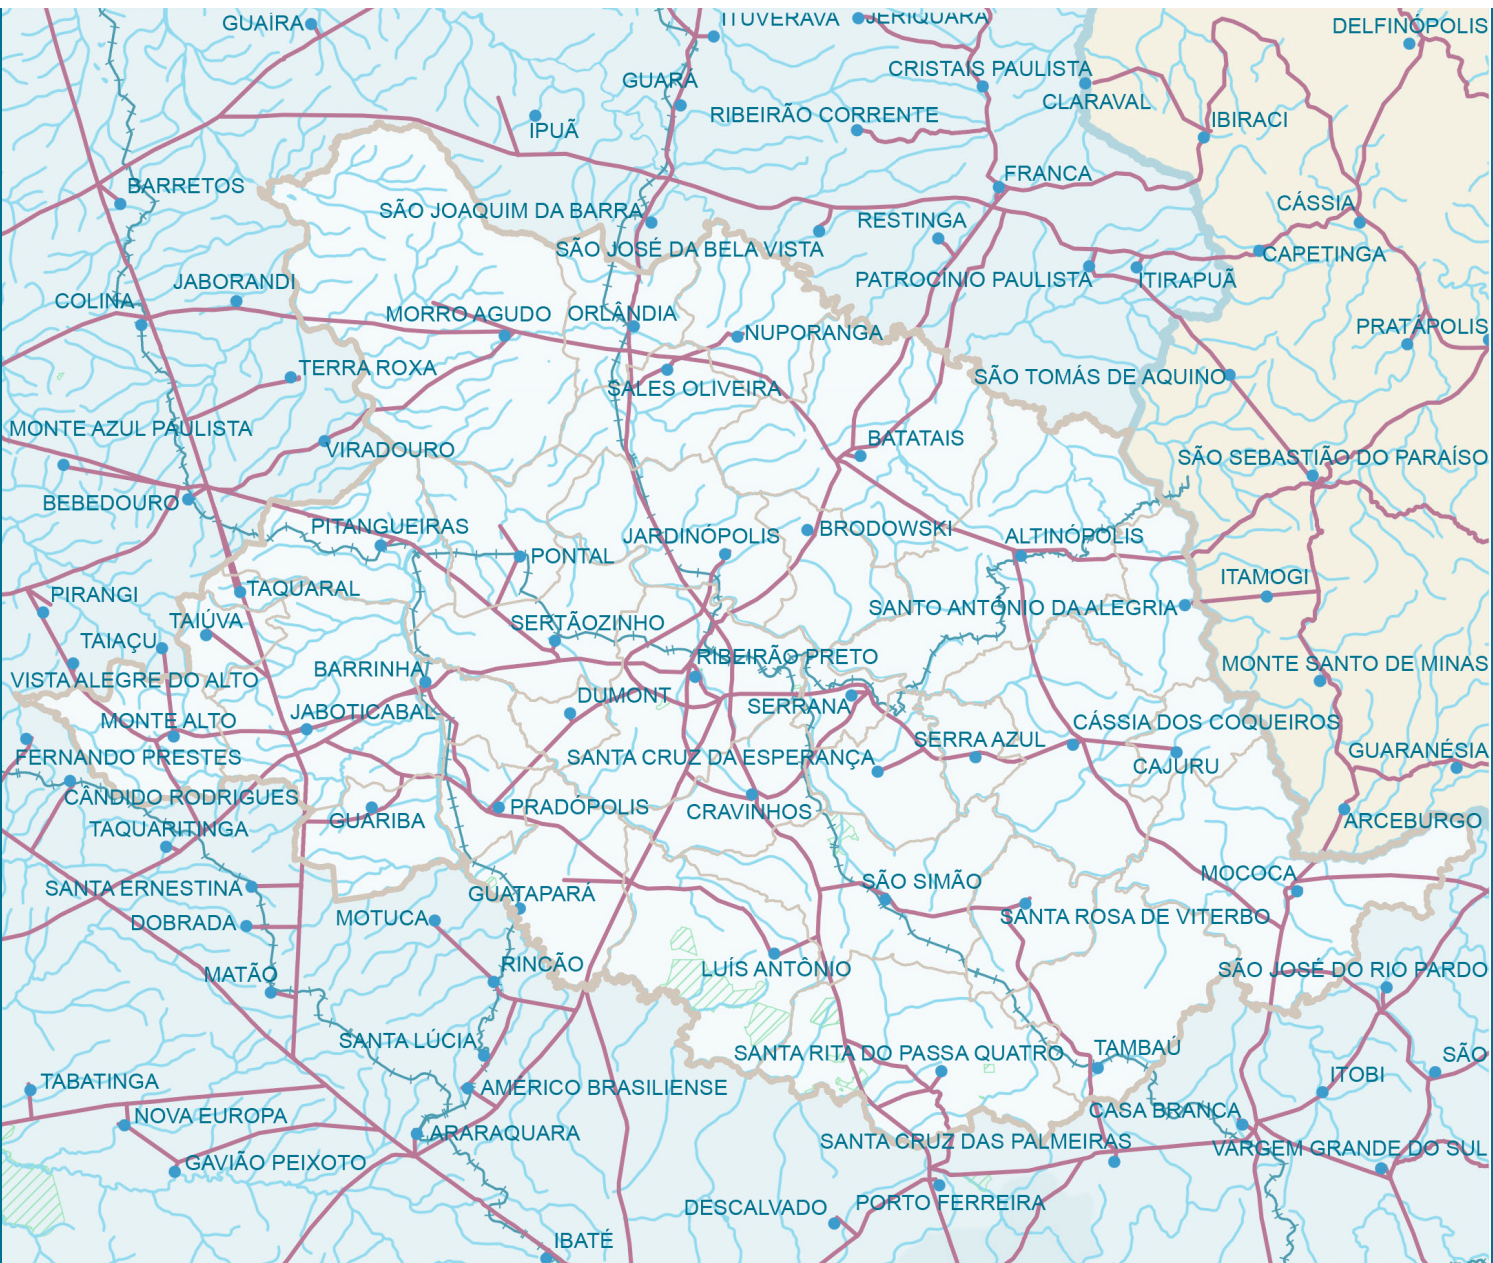 GUAÍRA
ITUVERAVA
JERIQUARA
DELFINÓPOLIS
CRISTAIS PAULISTA
GUARÁ
CLARAVAL
RIBEIRÃO CORRENTE
IPUÃ
IBIRACI
FRANCA
BARRETOS
CÁSSIA
SÃO JOAQUIM DA BARRA
RESTINGA
SÃO JOSÉ DA BELA VISTA
CAPETINGA
PATROCÍNIO PAULISTA
ITIRAPUÃ
JABORANDI
COLINA
MORRO AGUDO
ORLÂNDIA
NUPORANGA
PRATÁPOLIS
TERRA ROXA
SÃO TOMÁS DE AQUINO
SALES OLIVEIRA
MONTE AZUL PAULISTA
BATATAIS
VIRADOURO
SÃO SEBASTIÃO DO PARAÍSO
BEBEDOURO
PITANGUEIRAS
BRODOWSKI
JARDINÓPOLIS
ALTINÓPOLIS
PONTAL
ITAMOGI
TAQUARAL
PIRANGI
SANTO ANTÔNIO DA ALEGRIA
TAIÚVA
SERTÃOZINHO
TAIAÇU
RIBEIRÃO PRETO
MONTE SANTO DE MINAS
BARRINHA
VISTA ALEGRE DO ALTO
DUMONT
SERRANA
JABOTICABAL
MONTE ALTO
CÁSSIA DOS COQUEIROS
SERRA AZUL
GUARANÉSIA
FERNANDO PRESTES
SANTA CRUZ DA ESPERANÇA
CAJURU
CÂNDIDO RODRIGUES
PRADÓPOLIS
CRAVINHOS
GUARIBA
ARCEBURGO
TAQUARITINGA
MOCOCA
SÃO SIMÃO
SANTA ERNESTINA
GUATAPARÁ
SANTA ROSA DE VITERBO
MOTUCA
DOBRADA
RINCÃO
LUÍS ANTÔNIO
SÃO JOSÉ DO RIO PARDO
MATÃO
SANTA LÚCIA
TAMBAÚ
SANTA RITA DO PASSA QUATRO
SÃO
ITOBI
TABATINGA
AMÉRICO BRASILIENSE
CASA BRANCA
NOVA EUROPA
ARARAQUARA
SANTA CRUZ DAS PALMEIRAS
VARGEM GRANDE DO SUL
GAVIÃO PEIXOTO
PORTO FERREIRA
DESCALVADO
IBATÉ